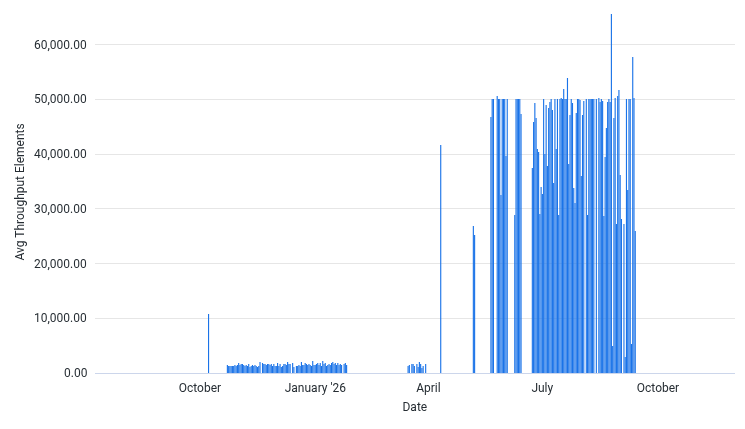 60,000.00
50,000.00
40,000.00
30,000.00
20,000.00
10,000.00
0.00
Avg Throughput Elements
October
January '26
April
July
October
Date